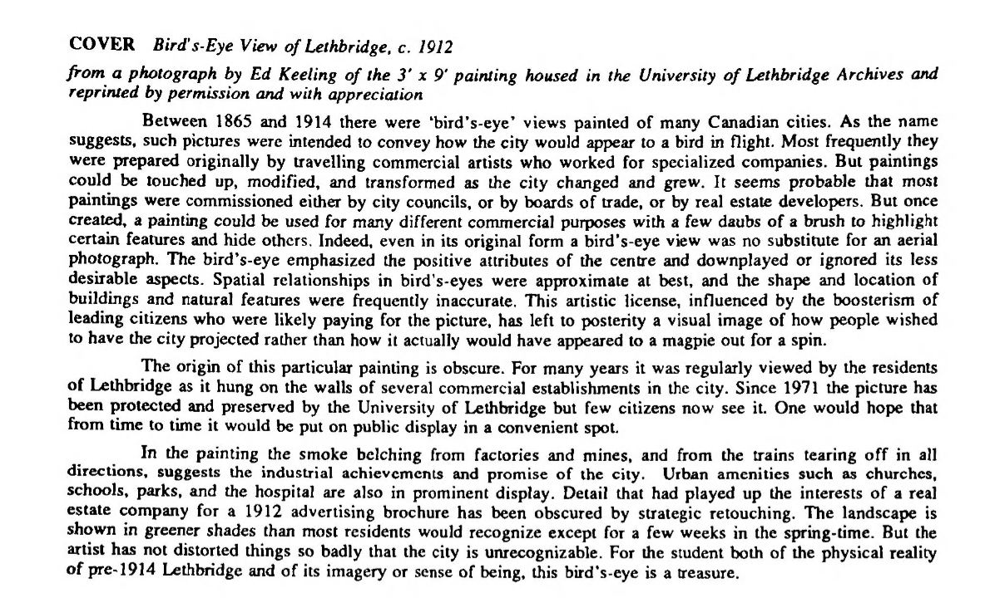 COVER Bird's-Eye View of Lethbridge, c. 1912
from a photograph by Ed Keeling of the 3' x 9' painting housed in the University of Lethbridge Archives and
reprinted by permission and with appreciation
Between 1865 and 1914 there were 'bird's-eye' views painted of many Canadian cities. As the name
suggests, such pictures were intended to convey how the city would appear to a bird in flight. Most frequently they
were prepared originally by travelling commercial artists who worked for specialized companies. But paintings
could be touched up, modified, and transformed as the city changed and grew. It seems probable that most
paintings were commissioned either by city councils, or by boards of trade, or by real estate developers. But once
created, a painting could be used for many different commercial purposes with a few daubs of a brush to highlight
certain features and hide others. Indeed, even in its original form a bird's-eye view was no substitute for an aerial
photograph. The bird's-eye emphasized the positive attributes of the centre and downplayed or ignored its less
desirable aspects. Spatial relationships in bird's-eyes were approximate at best, and the shape and location of
buildings and natural features were frequently inaccurate. This artistic license, influenced by the boosterism of
leading citizens who were likely paying for the picture, has left to posterity a visual image of how people wished
to have the city projected rather than how it actually would have appeared to a magpie out for a spin.
The origin of this particular painting is obscure. For many years it was regularly viewed by the residents
of Lethbridge as it hung on the walls of several commercial establishments in the city. Since 1971 the picture has
been protected and preserved by the University of Lethbridge but few citizens now see it. One would hope that
from time to time it would be put on public display in a convenient spot.
In the painting the smoke belching from factories and mines, and from the trains tearing off in all
directions, suggests the industrial achievements and promise of the city. Urban amenities such as churches,
schools, parks, and the hospital are also in prominent display. Detail that had played up the interests of a real
estate company for a 1912 advertising brochure has been obscured by strategic retouching. The landscape is
shown in greener shades than most residents would recognize except for a few weeks in the spring-time. But the
artist has not distorted things so badly that the city is unrecognizable. For the student both of the physical reality
of pre-1914 Lethbridge and of its imagery or sense of being, this bird's-eye is a treasure.